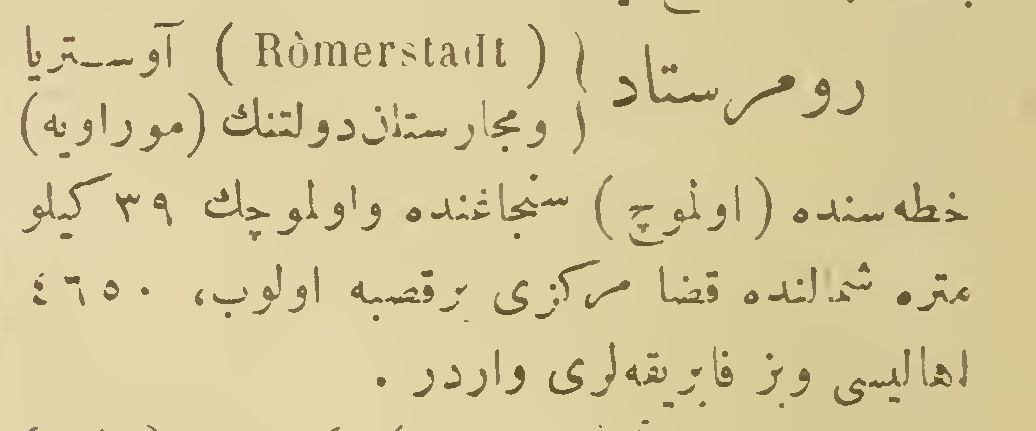 رومرستاد { (Ròmerstadt) آوستريا
{ ومجارستان دولتنك (موراويه)
خطه سنده (اولموچ) سنجاغنده واولموچك ٣٩ كيلو
متره شمالنده قضا مركزى برقصبه اولوب، ٤٦٥٠
اهاليسى وبز فابريقه‌لرى واردر .